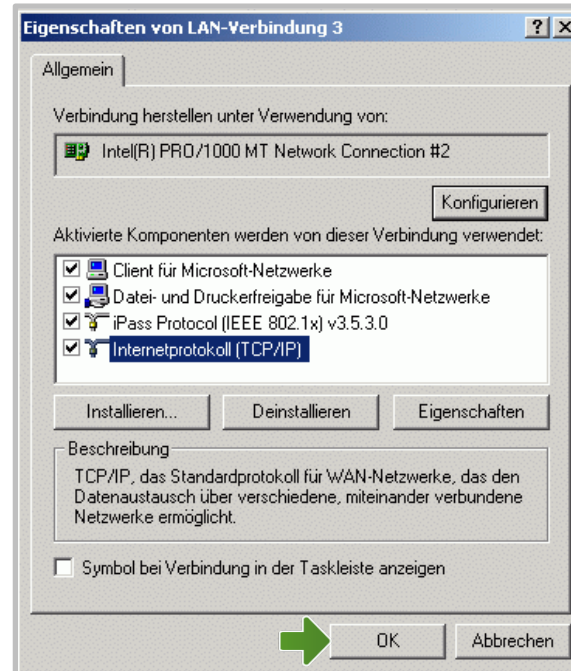 Eigenschaften von LAN-Verbindung 3
Allgemein
Verbindung herstellen unter Verwendung von:
Intel(R) PRO/1000 MT Network Connection #2
Konfigurieren
Aktivierte Komponenten werden von dieser Verbindung verwendet:
Client für Microsoft-Netzwerke
Datei- und Druckerfreigabe für Microsoft-Netzwerke
iPass Protocol (IEEE 802.1x) v3.5.3.0
Internetprotokoll (TCP/IP)
Installieren... Deinstallieren Eigenschaften
Beschreibung
TCP/IP, das Standardprotokoll für WAN-Netzwerke, das den
Datenaustausch über verschiedene, miteinander verbundene
Netzwerke ermöglicht.
Symbol bei Verbindung in der Taskleiste anzeigen
OK Abbrechen